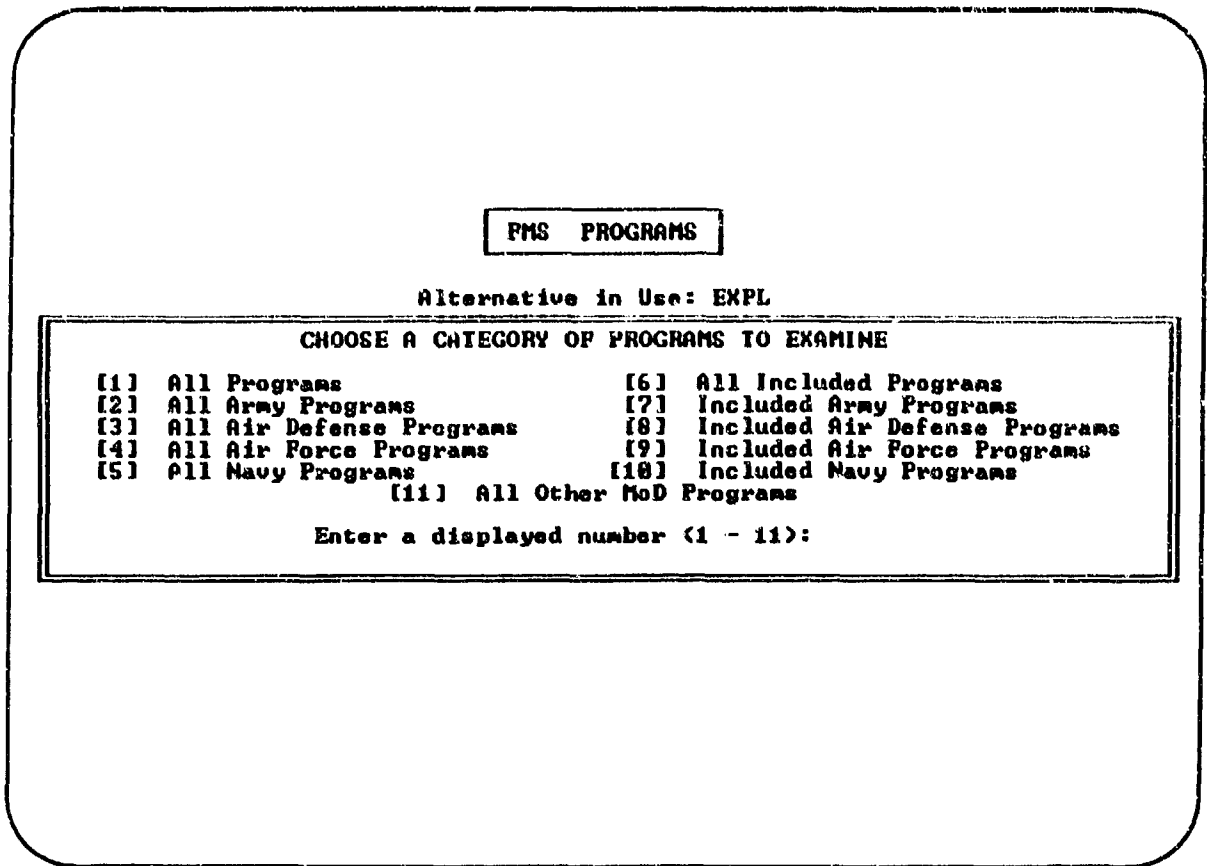 PMS PROGRAMS
Alternative in Use: EXPL
CHOOSE A CATEGORY OF PROGRAMS TO EXAMINE
[1] All Programs [6] All Included Programs
[2] All Army Programs [7] Included Army Programs
[3] All Air Defense Programs [8] Included Air Defense Programs
[4] All Air Force Programs [9] Included Air Force Programs
[5] All Navy Programs [10] Included Navy Programs
[11] All Other MoD Programs
Enter a displayed number (1 - 11):